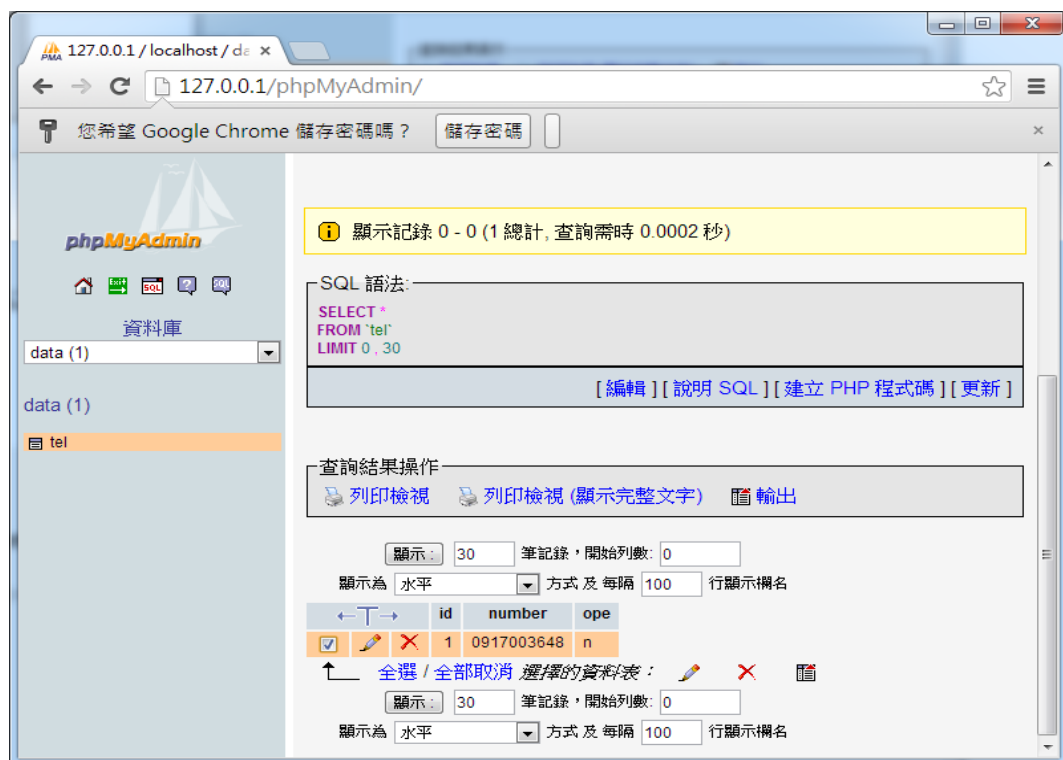 127.0.0.1 / localhost / da
127.0.0.1/phpMyAdmin/
您希望 Google Chrome 儲存密碼嗎？ 儲存密碼
phpMyAdmin
資料庫
data (1)
data (1)
tel
顯示記錄 0 - 0 (1 總計, 查詢需時 0.0002 秒)
SQL 語法:
SELECT *
FROM `tel`
LIMIT 0 , 30
[ 編輯 ] [ 說明 SQL ] [ 建立 PHP 程式碼 ] [ 更新 ]
查詢結果操作
列印檢視 列印檢視 (顯示完整文字) 輸出
顯示 : 30 筆記錄，開始列數: 0
顯示為 水平 方式 及 每隔 100 行顯示欄名
←T→ id number ope
1 0917003648 n
全選 / 全部取消 選擇的資料表：
顯示 : 30 筆記錄，開始列數: 0
顯示為 水平 方式 及 每隔 100 行顯示欄名